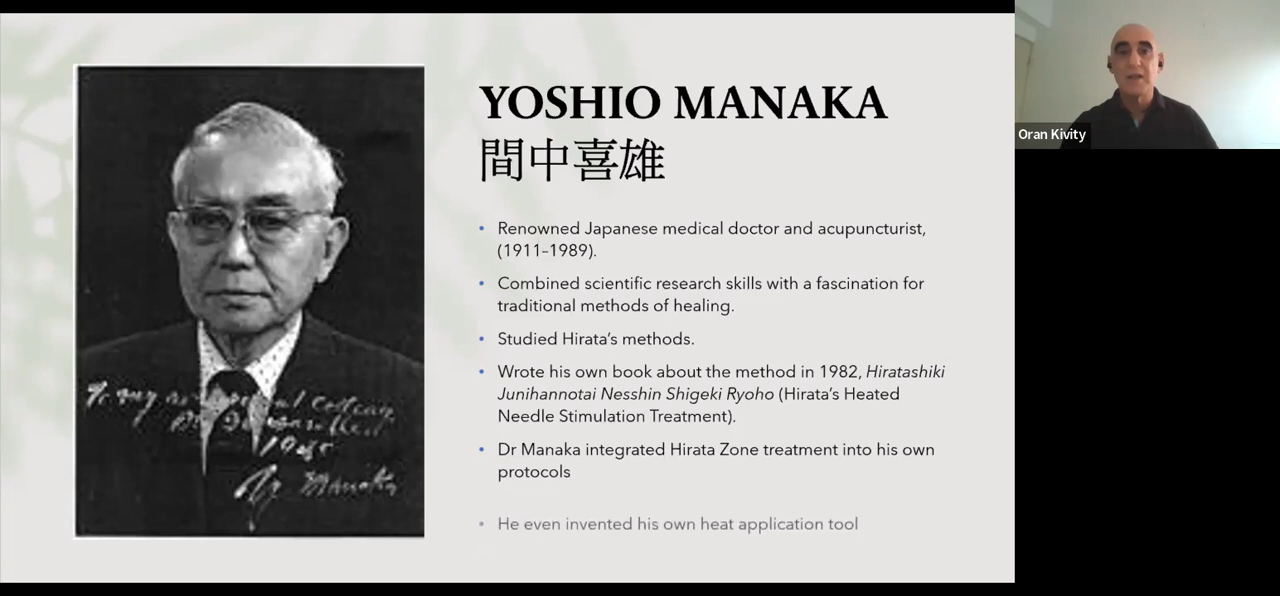 YOSHIO MANAKA
間中喜雄
• Renowned Japanese medical doctor and acupuncturist,
(1911–1989).
• Combined scientific research skills with a fascination for
traditional methods of healing.
• Studied Hirata’s methods.
• Wrote his own book about the method in 1982, Hiratashiki
Junihannotai Nesshin Shigeki Ryoho (Hirata’s Heated
Needle Stimulation Treatment).
• Dr Manaka integrated Hirata Zone treatment into his own
protocols
• He even invented his own heat application tool
To my
1985
Manaka
Oran Kivity